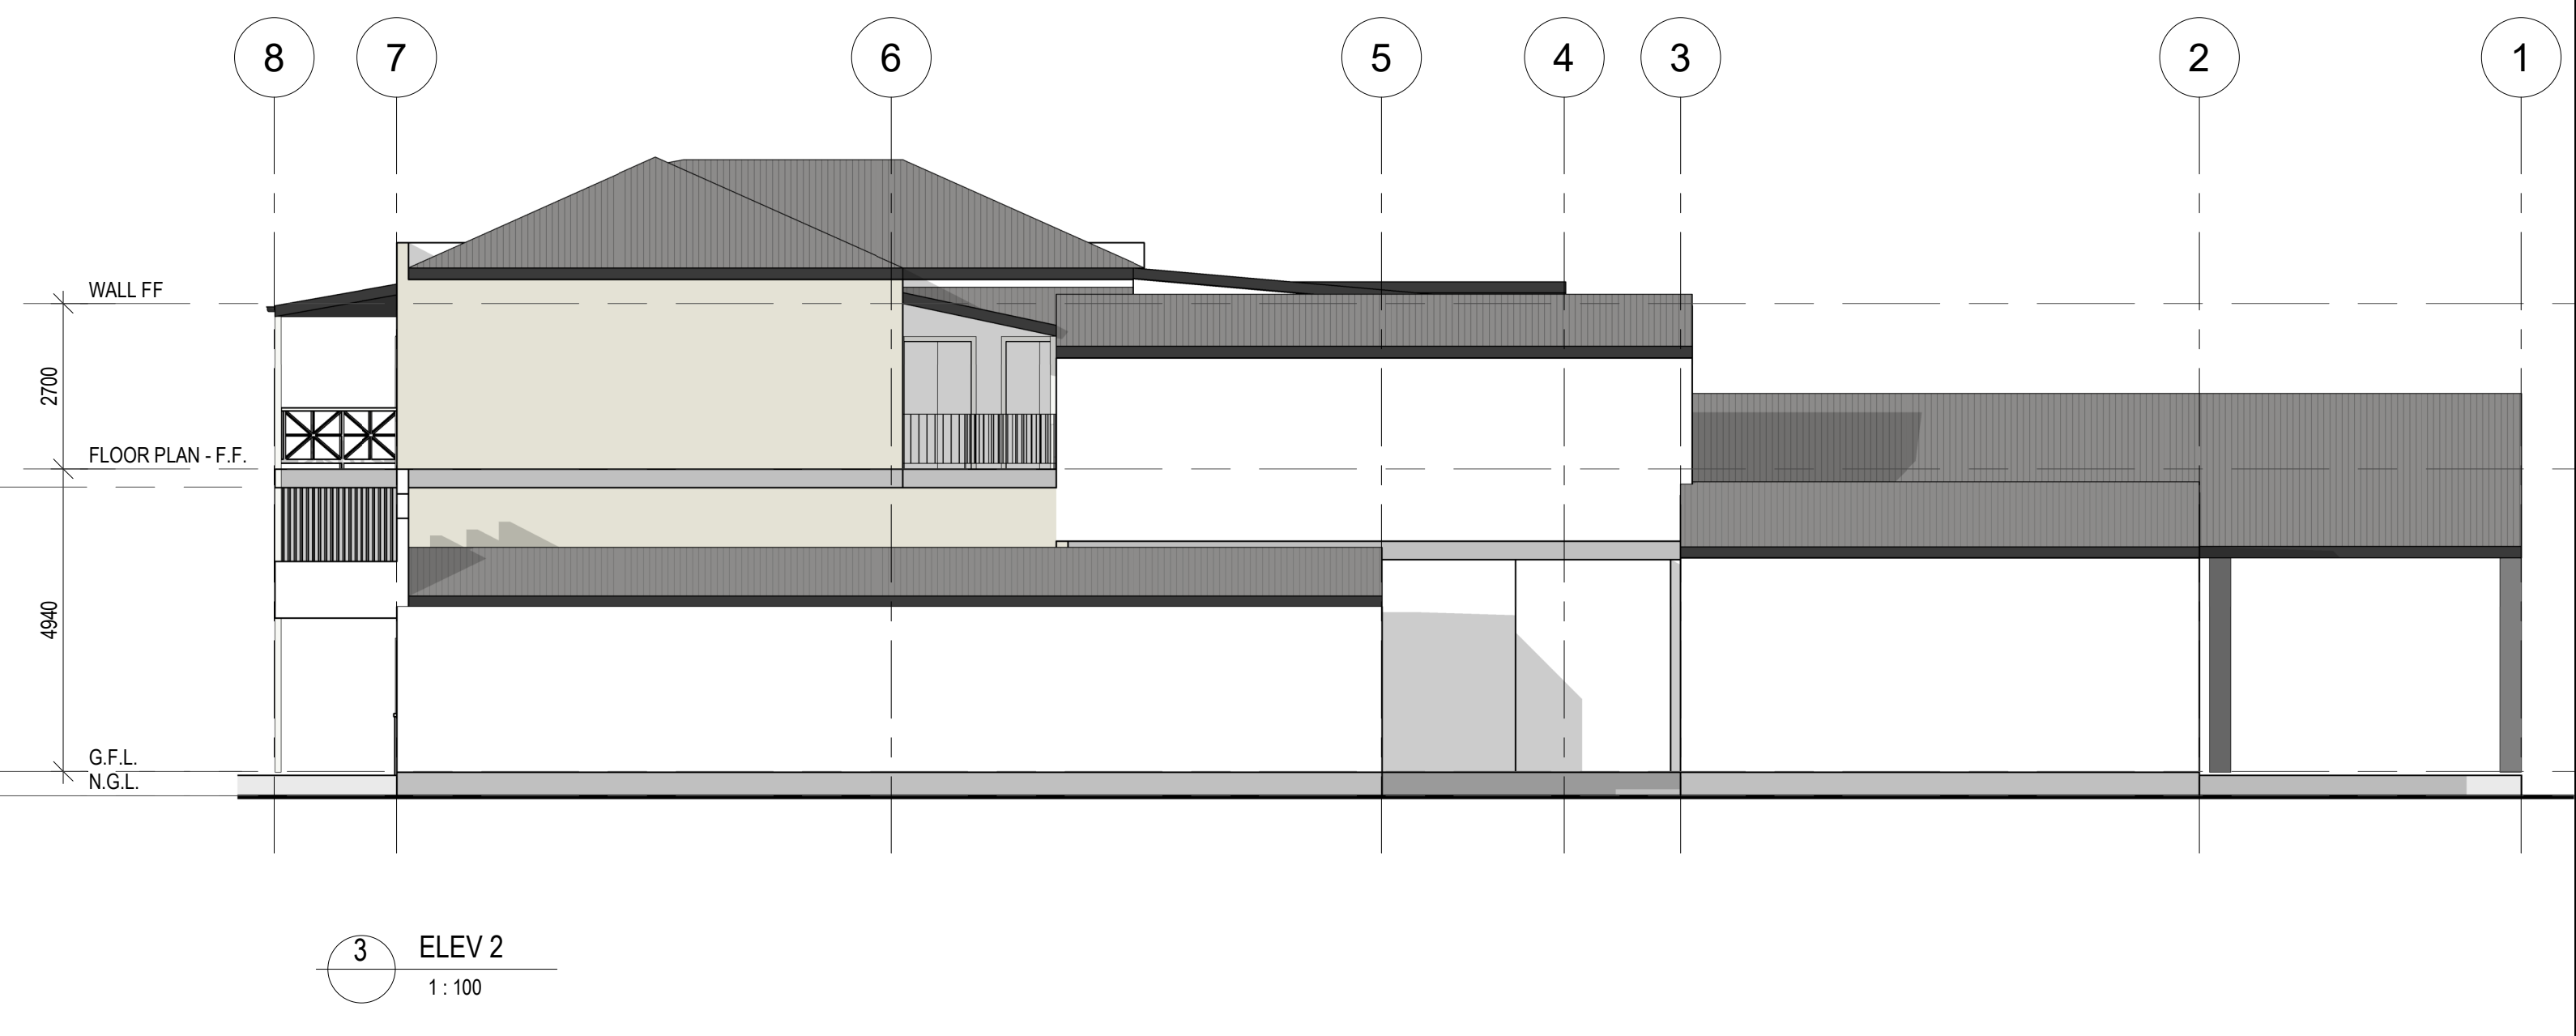 8 7 6 5 4 3 2 1
WALL FF
2700
FLOOR PLAN - F.F.
4940
G.F.L.
N.G.L.
3 ELEV 2
1 : 100